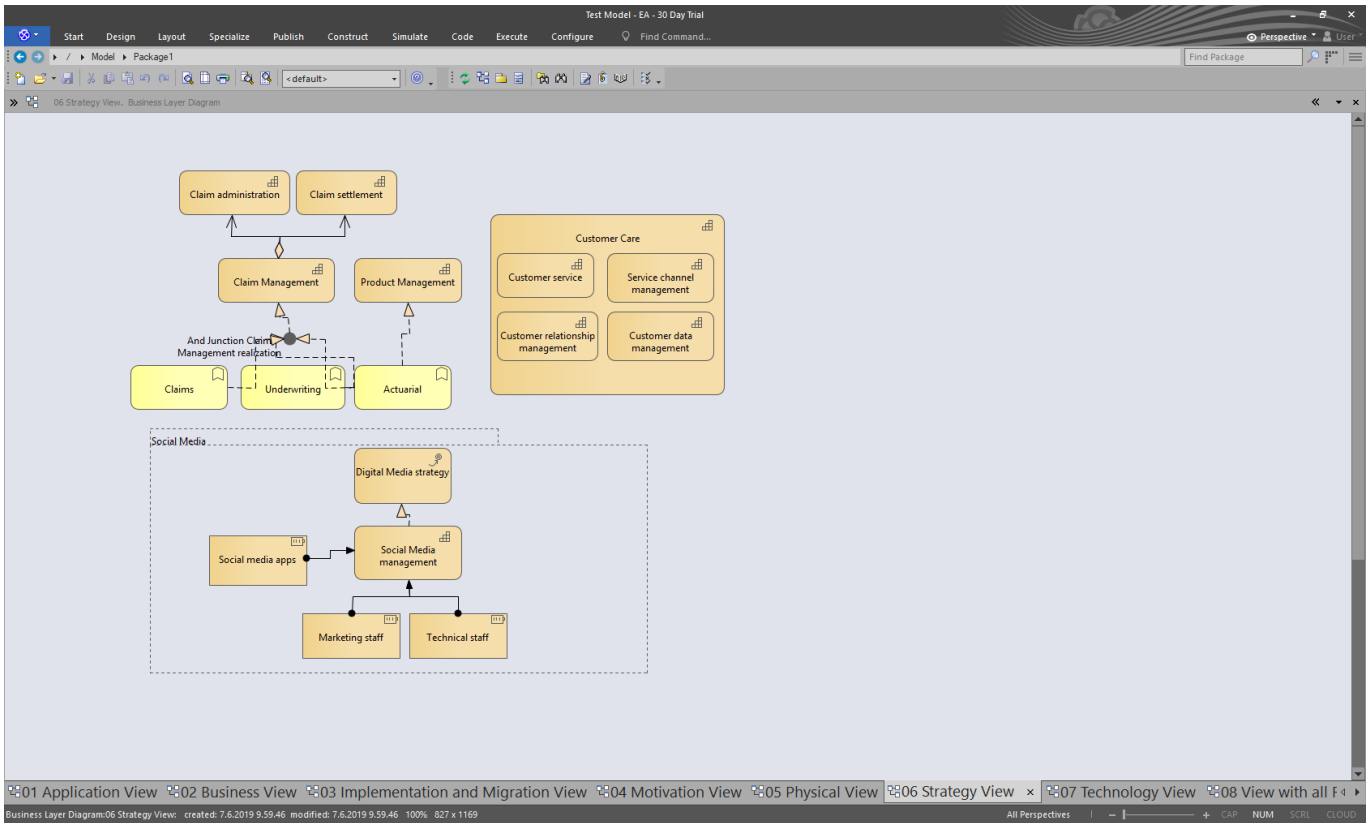 Test Model - EA - 30 Day Trial
Start Design Layout Specialize Publish Construct Simulate Code Execute Configure Find Command... Perspective User
/ Model Package1 Find Package
<default>
06 Strategy View. Business Layer Diagram
Claim administration
Claim settlement
Customer Care
Claim Management
Product Management
Customer service
Service channel
management
Customer relationship
management
Customer data
management
And Junction Claim
Management realization
Claims
Underwriting
Actuarial
Social Media
Digital Media strategy
Social media apps
Social Media
management
Marketing staff
Technical staff
01 Application View 02 Business View 03 Implementation and Migration View 04 Motivation View 05 Physical View 06 Strategy View × 07 Technology View 08 View with all
Business Layer Diagram:06 Strategy View: created: 7.6.2019 9.59.46 modified: 7.6.2019 9.59.46 100% 827 x 1169 All Perspectives CAP NUM SCRL CLOUD